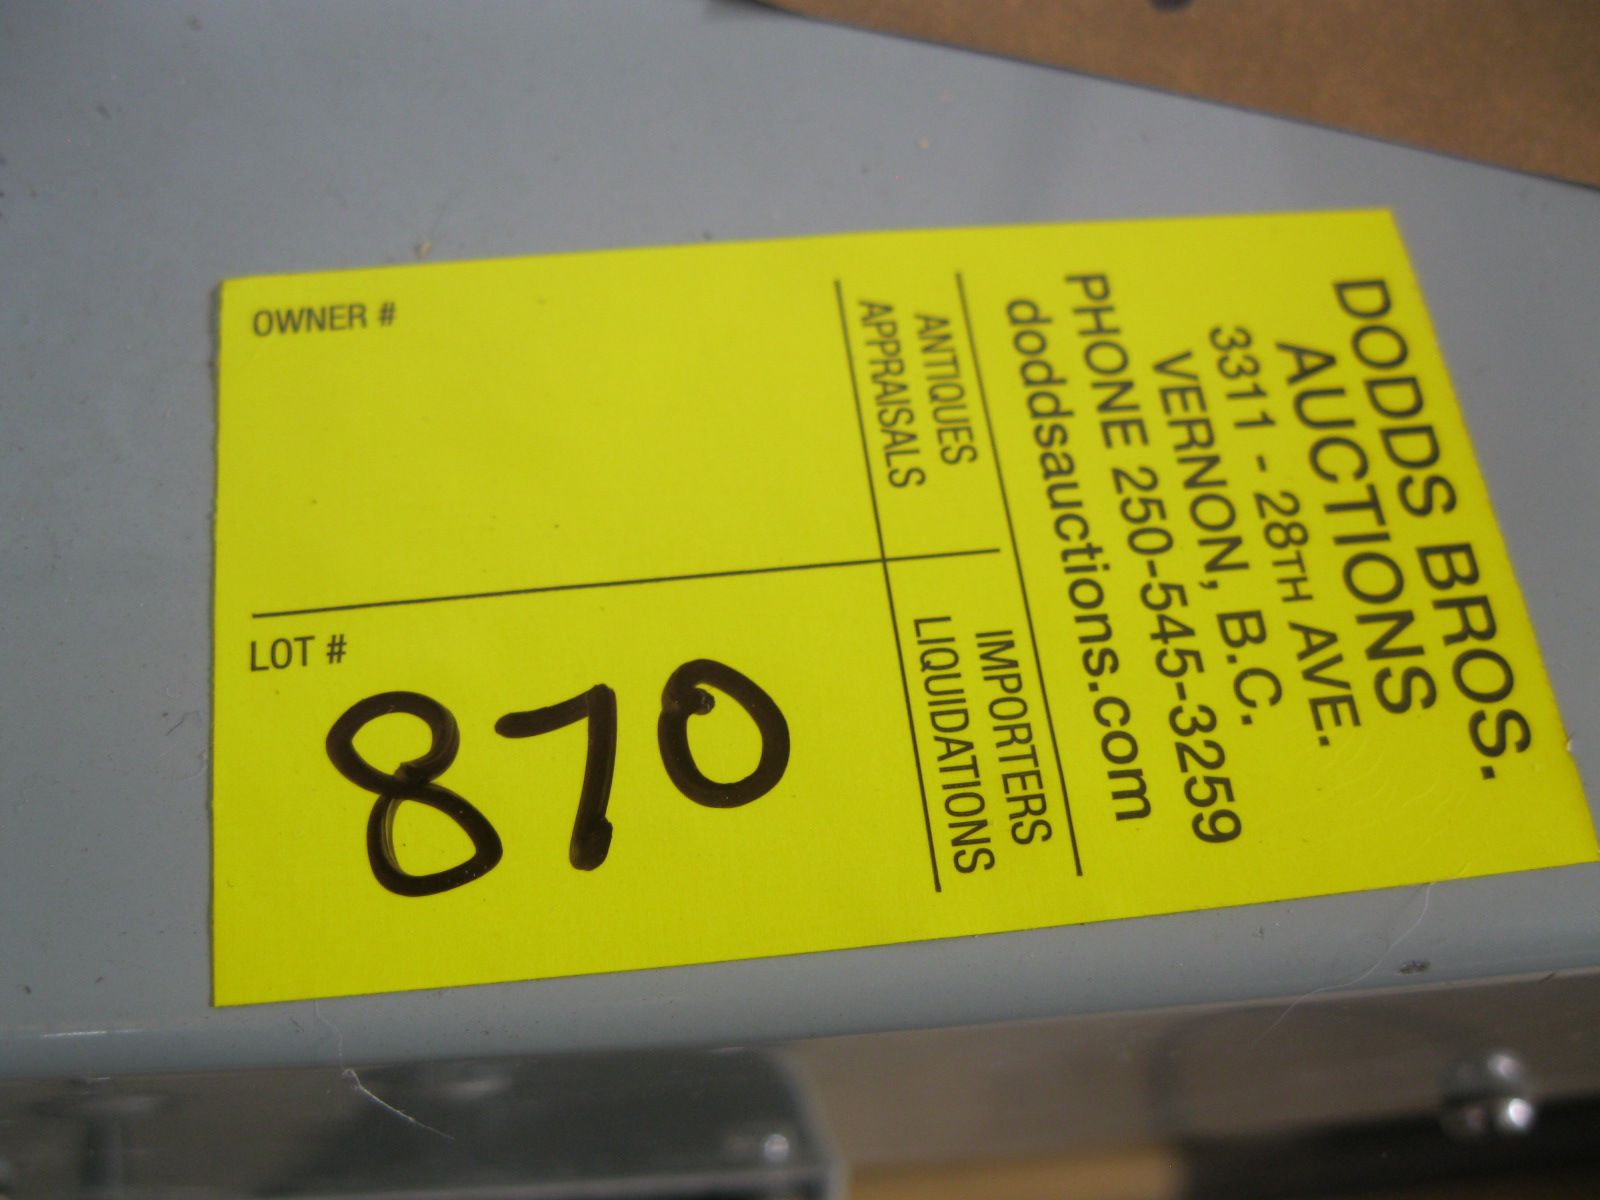 DODDS BROS.
AUCTIONS
3311 - 28TH AVE.
VERNON, B.C.
PHONE 250-545-3259
doddsauctions.com
ANTIQUES IMPORTERS
APPRAISALS LIQUIDATIONS
OWNER #
LOT #
870